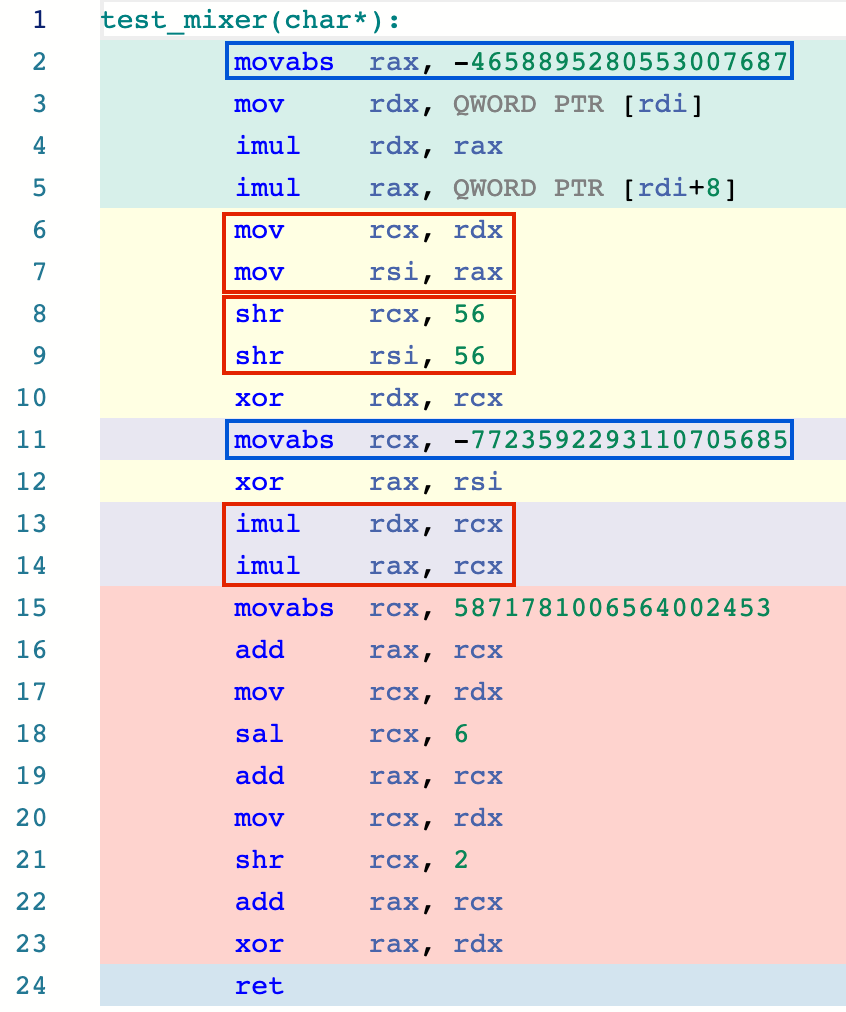 1 test_mixer(char*):
2 movabs rax, -4658895280553007687
3 mov rdx, QWORD PTR [rdi]
4 imul rdx, rax
5 imul rax, QWORD PTR [rdi+8]
6 mov rcx, rdx
7 mov rsi, rax
8 shr rcx, 56
9 shr rsi, 56
10 xor rdx, rcx
11 movabs rcx, -7723592293110705685
12 xor rax, rsi
13 imul rdx, rcx
14 imul rax, rcx
15 movabs rcx, 5871781006564002453
16 add rax, rcx
17 mov rcx, rdx
18 sal rcx, 6
19 add rax, rcx
20 mov rcx, rdx
21 shr rcx, 2
22 add rax, rcx
23 xor rax, rdx
24 ret